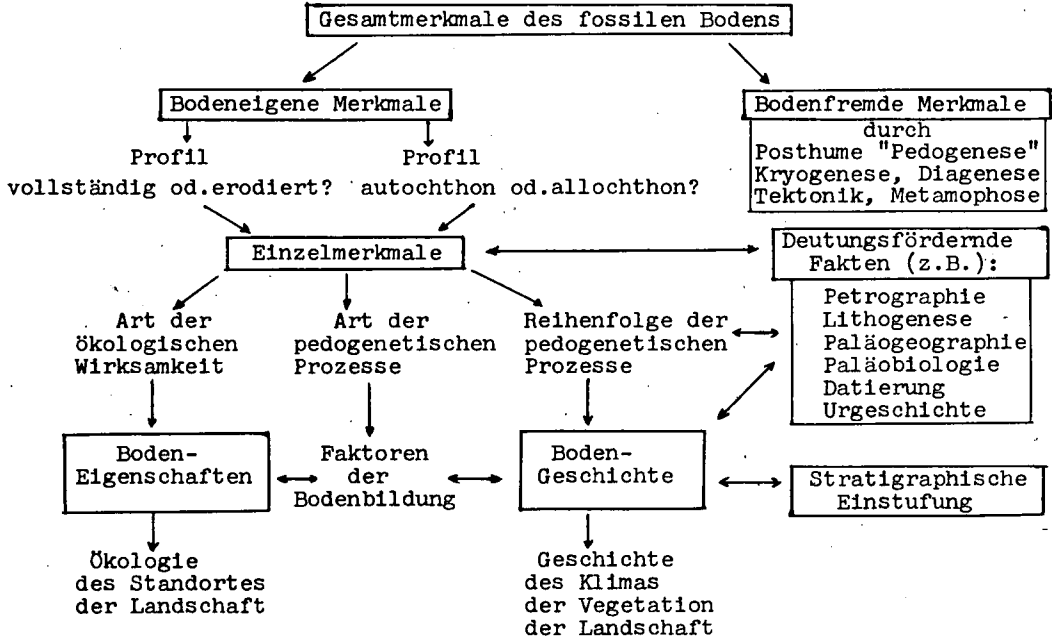 Gesamtmerkmale des fossilen Bodens
Bodeneigene Merkmale
Bodenfremde Merkmale
durch
Posthume "Pedogenese"
Kryogenese, Diagenese
Tektonik, Metamophose
Profil
vollständig od.erodiert?
Profil
autochthon od.allochthon?
Einzelmerkmale
Deutungsfördernde
Fakten (z.B.):
Petrographie
Lithogenese
Paläogeographie
Paläobiologie
Datierung
Urgeschichte
Art der
ökologischen
Wirksamkeit
Art der
pedogenetischen
Prozesse
Reihenfolge der
pedogenetischen
Prozesse
Boden-
Eigenschaften
Faktoren
der
Bodenbildung
Boden-
Geschichte
Stratigraphische
Einstufung
Ökologie
des Standortes
der Landschaft
Geschichte
des Klimas
der Vegetation
der Landschaft